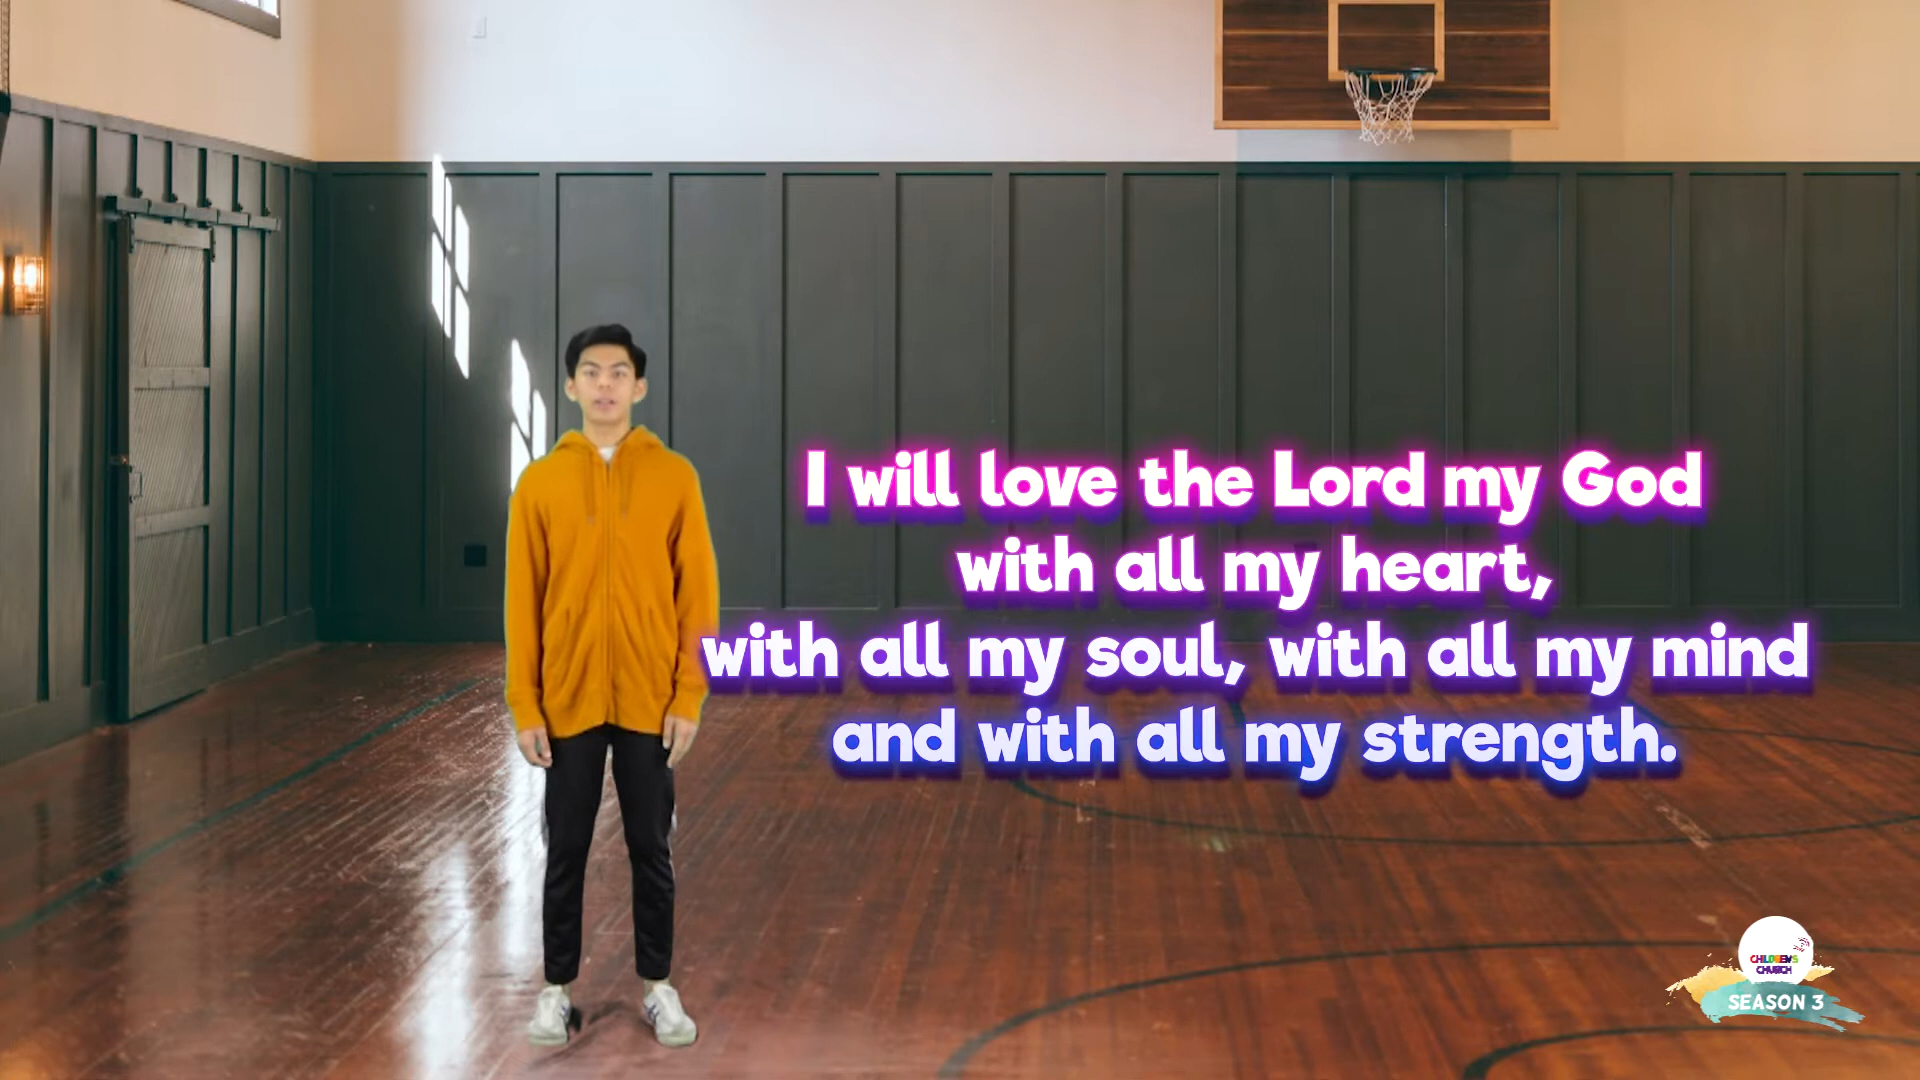 I will love the Lord my God
with all my heart,
with all my soul, with all my mind
and with all my strength.
CHILDREN'S
CHURCH
SEASON 3